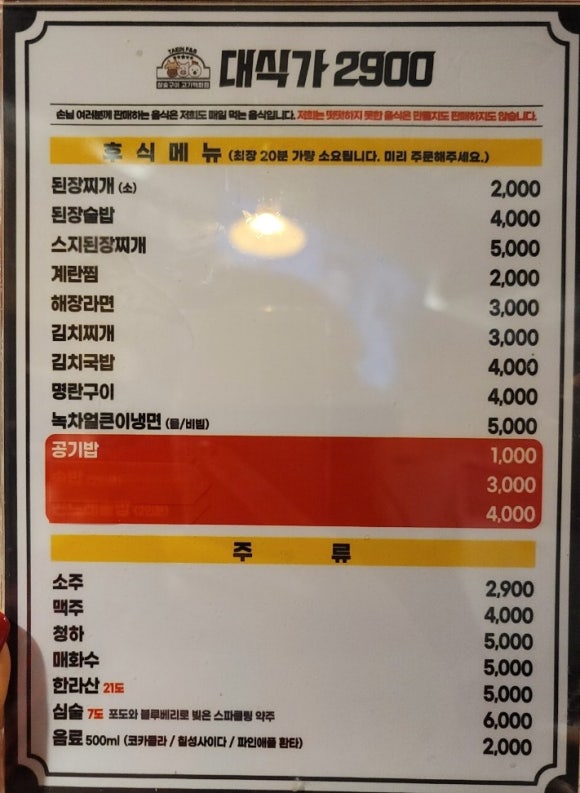 TAKIN F&B
대식가 2900
손님 여러분께 판매하는 음식은 저희도 매일 먹는 음식입니다. 저희는 떳떳하지 못한 음식은 만들지도 판매하지도 않습니다.
후식메뉴 (최장 20분 가량 소요됩니다. 미리 주문해주세요.)
된장찌개 (소) 2,000
된장술밥 4,000
스지된장찌개 5,000
계란찜 2,000
해장라면 3,000
김치찌개 3,000
김치국밥 4,000
명란구이 4,000
녹차얼큰이냉면 (물/비빔) 5,000
공기밥 1,000
3,000
4,000
주류
소주 2,900
맥주 4,000
청하 5,000
매화수 5,000
한라산 21도 5,000
심술 7도 포도와 블루베리로 빚은 스파클링 약주 6,000
음료 500ml (코카콜라 / 칠성사이다 / 파인애플 환타) 2,000